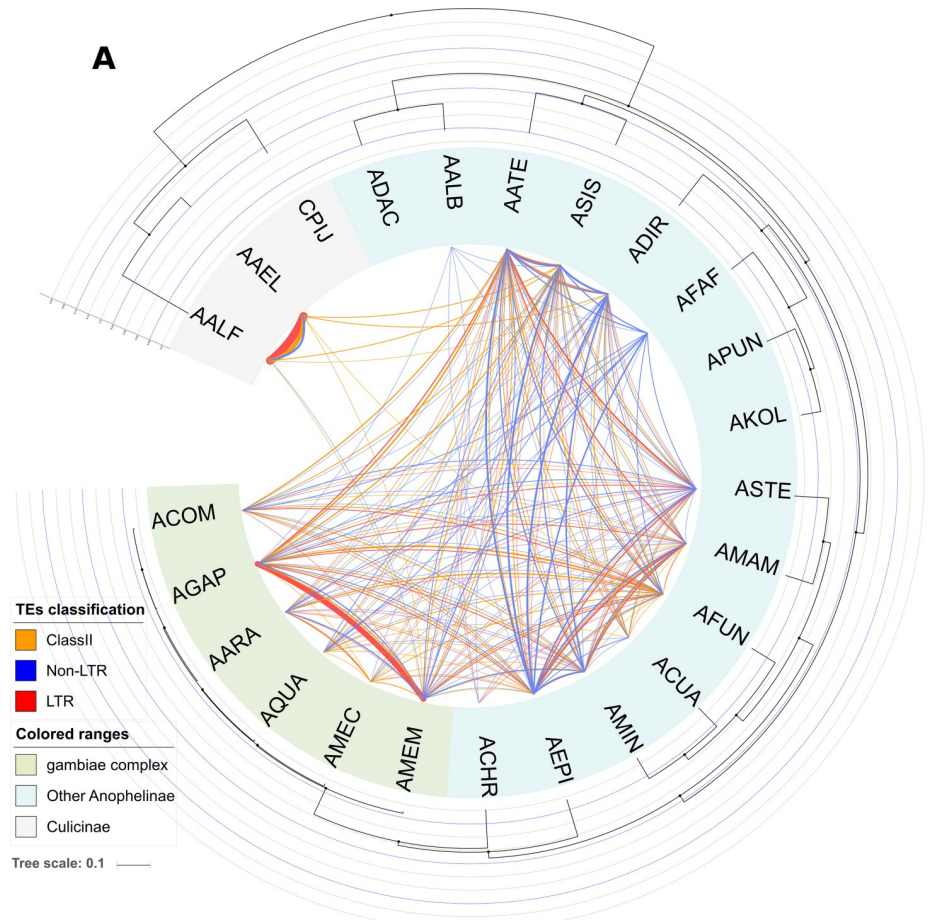 A
ADAC
AALB
AATE
ASIS
ADIR
AFAF
APUN
AKOL
ASTE
AMAM
AFUN
ACUA
AMIN
AEPI
ACHR
AMEM
AMEC
AQUA
AARA
AGAP
ACOM
AALF
AAEL
CPIJ
TEs classification
ClassII
Non-LTR
LTR
Colored ranges
gambiae complex
Other Anophelinae
Culicinae
Tree scale: 0.1